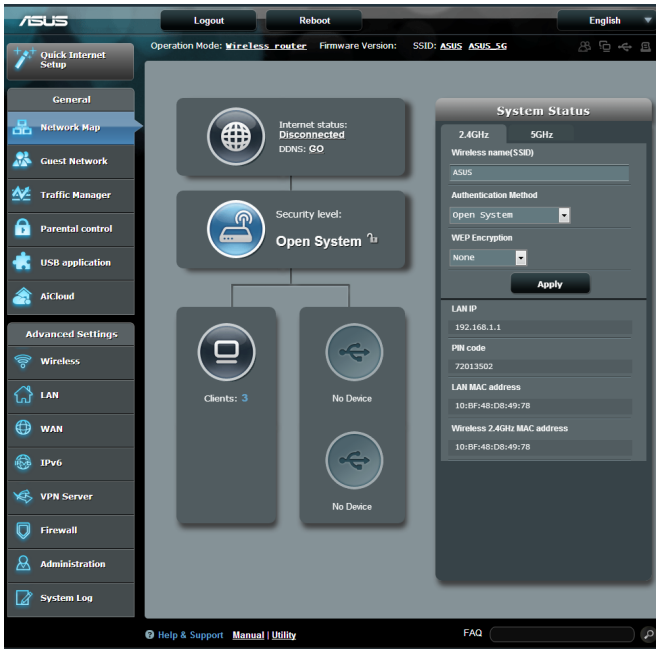 ASUS
Logout
Reboot
English
Operation Mode: Wireless router Firmware Version: SSID: ASUS ASUS_5G
Quick Internet
Setup
General
Network Map
Guest Network
Traffic Manager
Parental control
USB application
AiCloud
Advanced Settings
Wireless
LAN
WAN
IPv6
VPN Server
Firewall
Administration
System Log
Internet status:
Disconnected
DDNS: GO
Security level:
Open System
Clients: 3
No Device
No Device
System Status
2.4GHz 5GHz
Wireless name(SSID)
ASUS
Authentication Method
Open System
WEP Encryption
None
Apply
LAN IP
192.168.1.1
PIN code
72013502
LAN MAC address
10:BF:48:D8:49:78
Wireless 2.4GHz MAC address
10:BF:48:D8:49:78
Help & Support Manual | Utility
FAQ